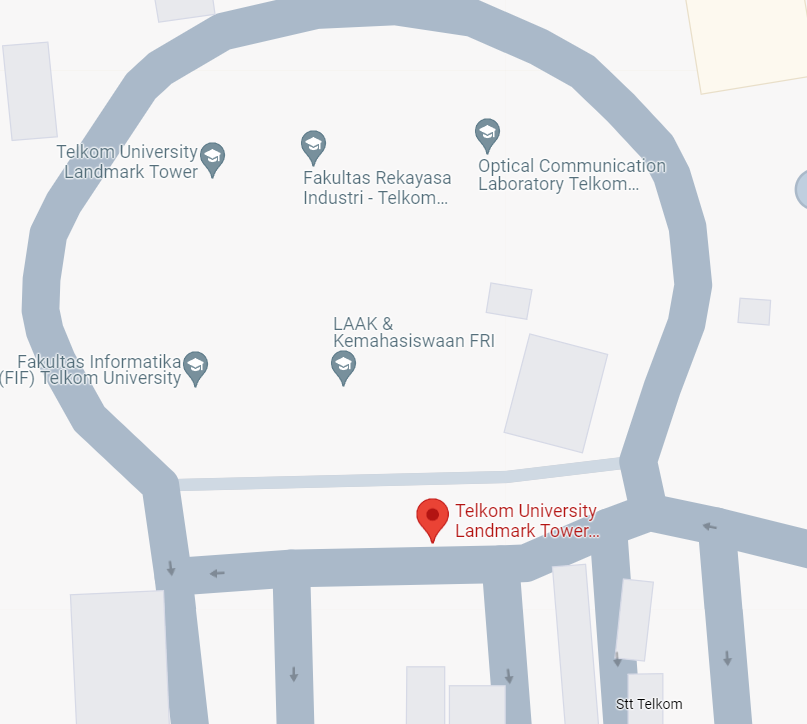 Telkom University
Landmark Tower
Fakultas Rekayasa
Industri - Telkom...
Optical Communication
Laboratory Telkom...
LAAK &
Kemahasiswaan FRI
Fakultas Informatika
(FIF) Telkom University
Telkom University
Landmark Tower...
Stt Telkom